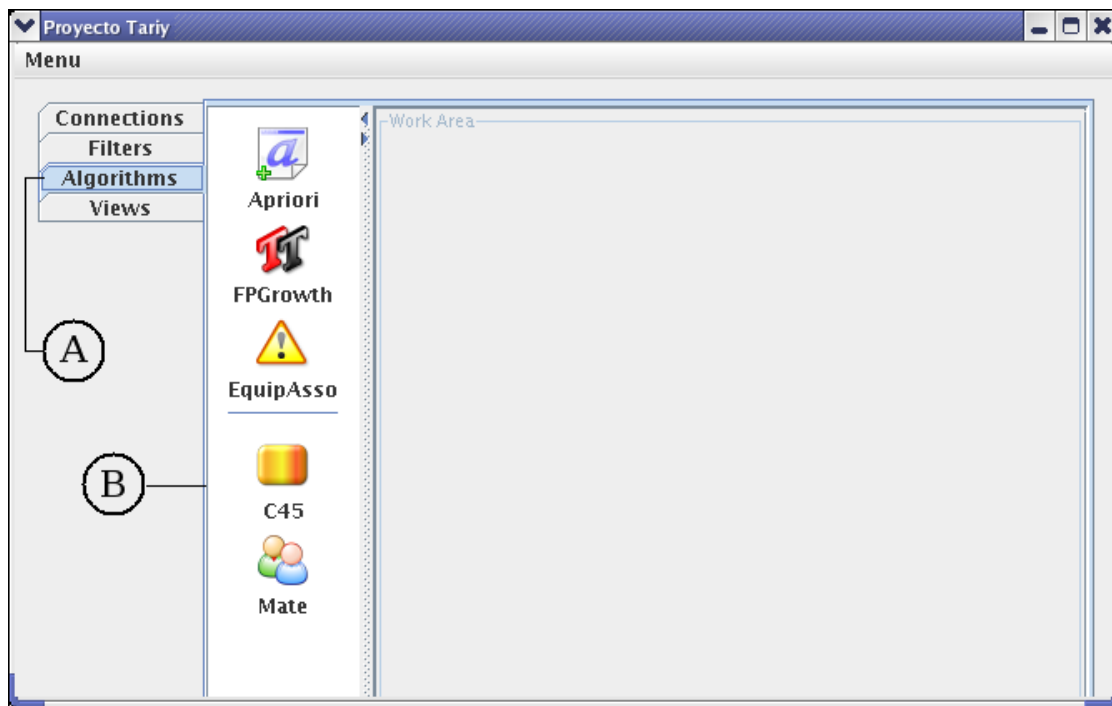 Proyecto Tariy
Menu
Connections
Filters
Algorithms
Views
A
B
Apriori
FPGrowth
EquipAsso
C45
Mate
Work Area